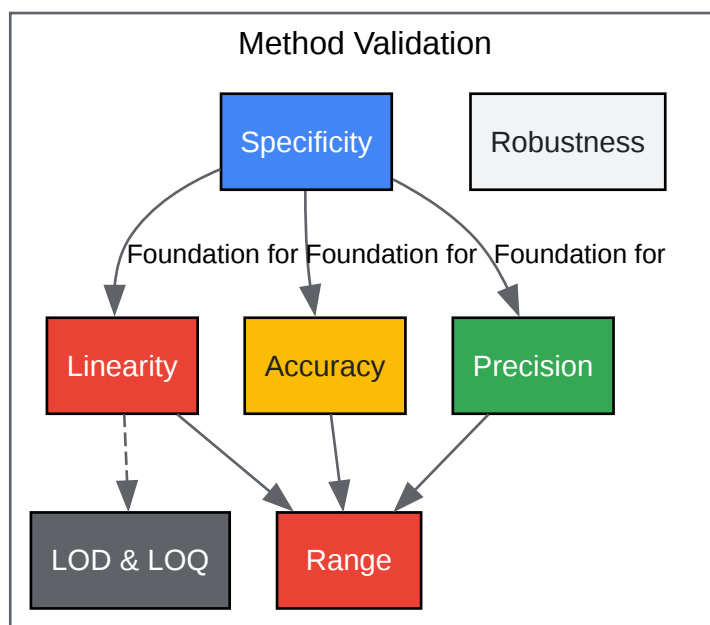 Method Validation
Specificity
Robustness
Foundation for
Foundation for
Foundation for
Linearity
Accuracy
Precision
LOD & LOQ
Range